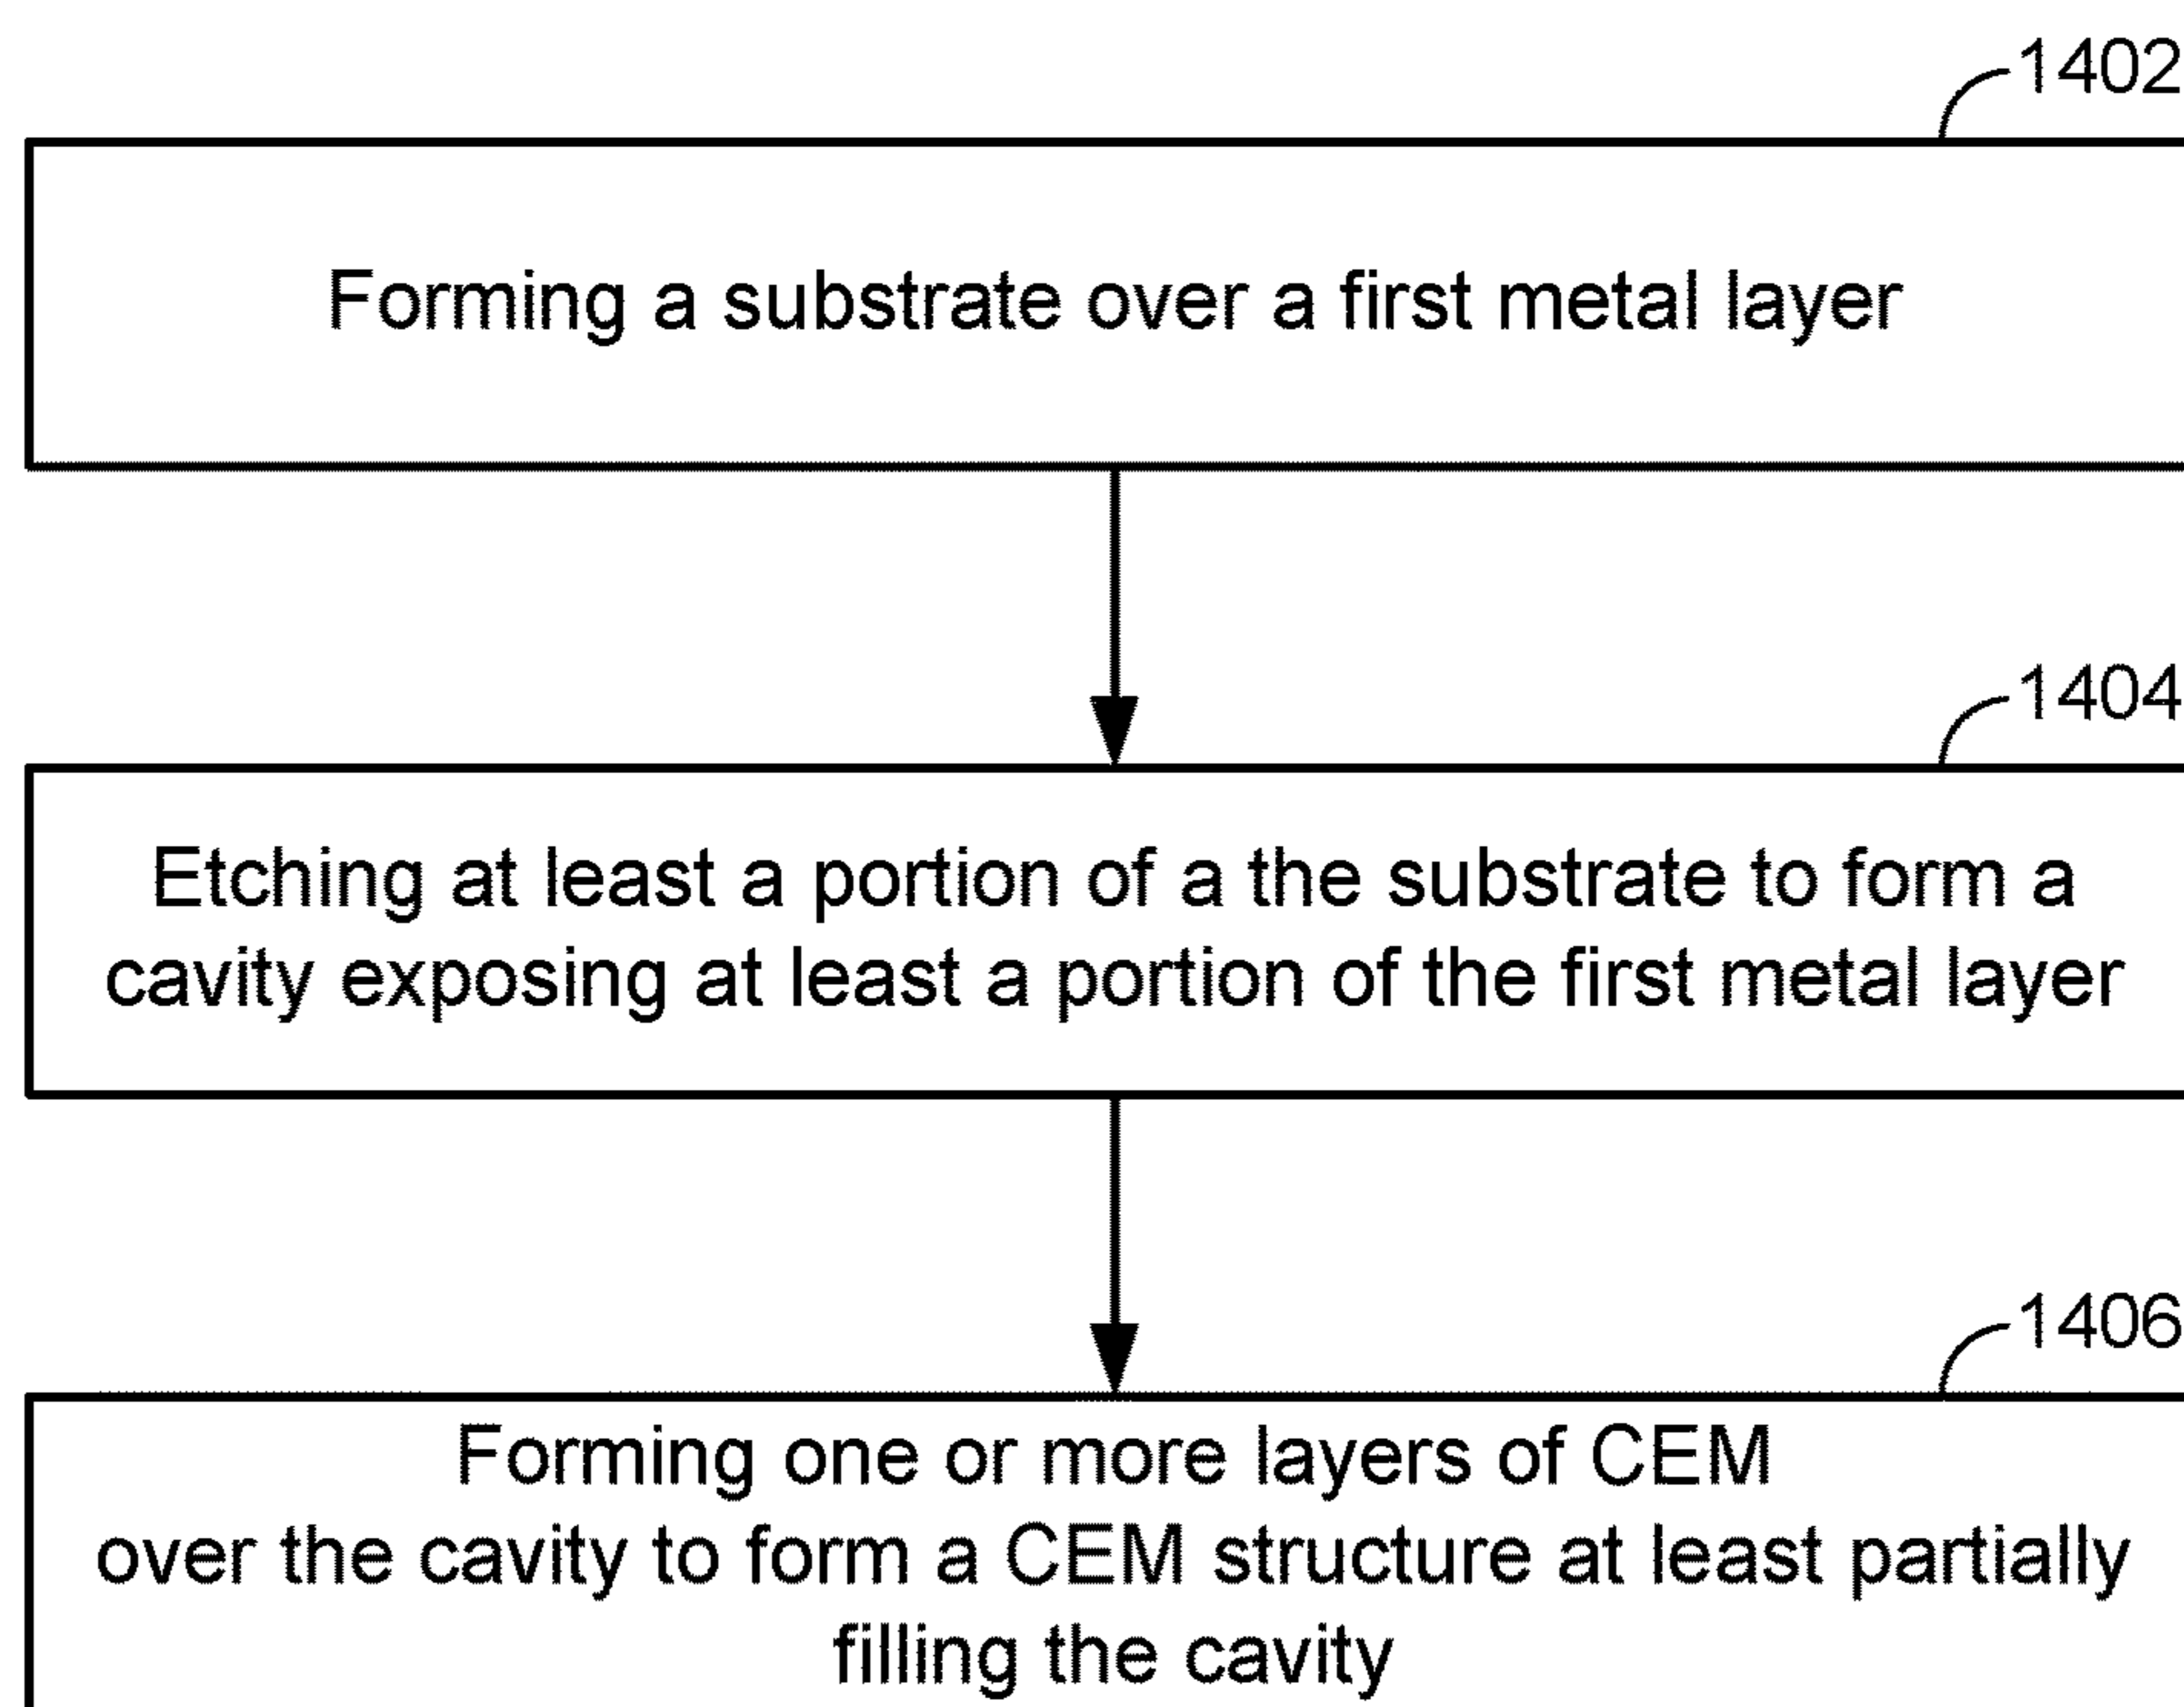 1402
Forming a substrate over a first metal layer
1404
Etching at least a portion of a the substrate to form a
cavity exposing at least a portion of the first metal layer
1406
Forming one or more layers of CEM
over the cavity to form a CEM structure at least partially
filling the cavity